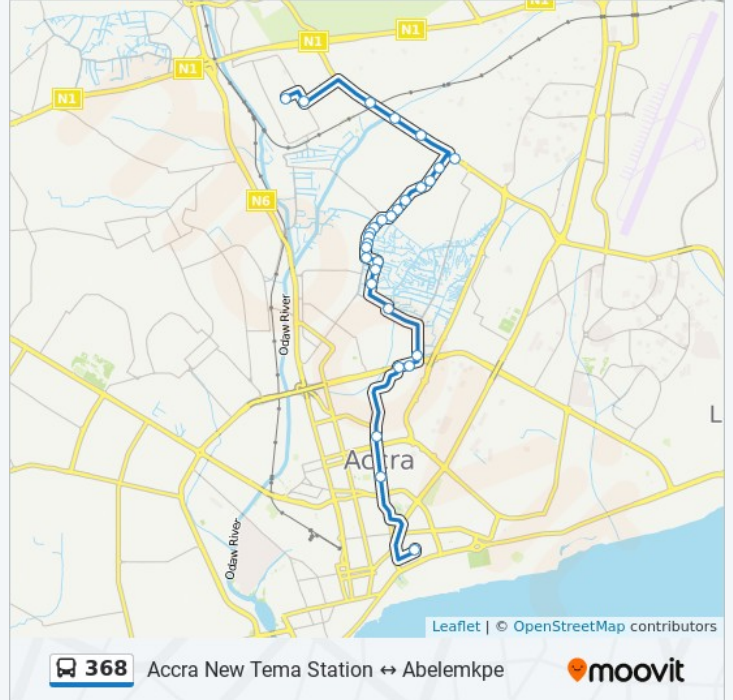 N1
N1
N1
N1
N1
N6
Odaw River
L
Accra
Odaw River
Leaflet | © OpenStreetMap contributors
368 Accra New Tema Station ↔ Abelemkpe
moovit